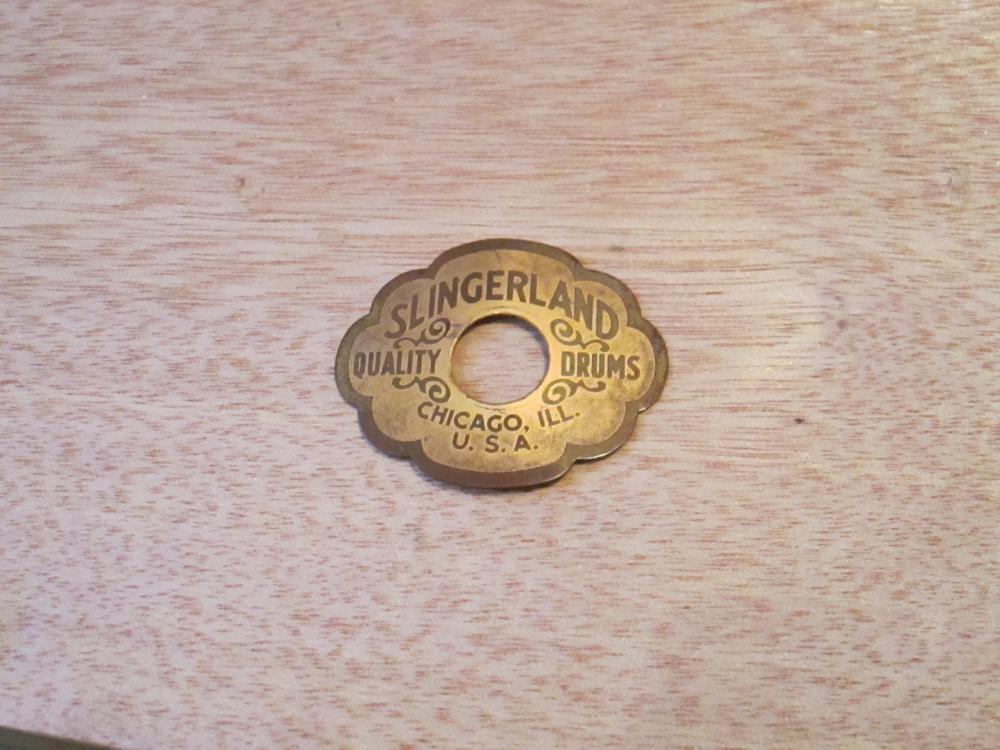 SLINGERLAND
QUALITY DRUMS
CHICAGO, ILL.
U. S. A.